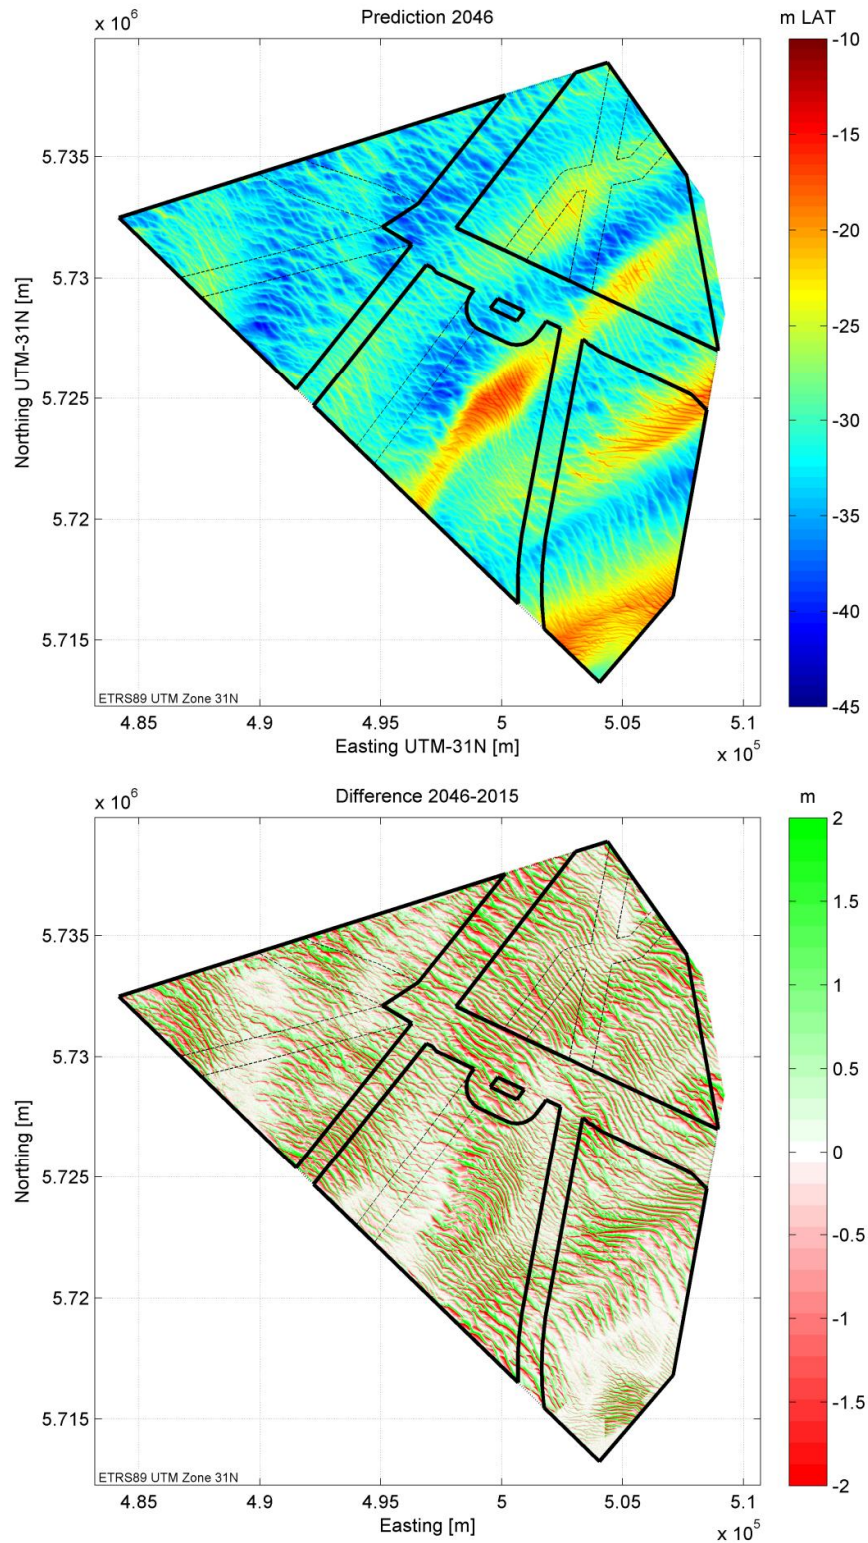 x 10^6
Prediction 2046
m LAT
-10
-15
-20
-25
-30
-35
-40
-45
5.735
5.73
5.725
5.72
5.715
Northing UTM-31N [m]
ETRS89 UTM Zone 31N
4.85
4.9
4.95
5
5.05
5.1
Easting UTM-31N [m]
x 10^5
x 10^6
Difference 2046-2015
m
2
1.5
1
0.5
0
-0.5
-1
-1.5
-2
5.735
5.73
5.725
5.72
5.715
Northing [m]
ETRS89 UTM Zone 31N
4.85
4.9
4.95
5
5.05
5.1
Easting [m]
x 10^5